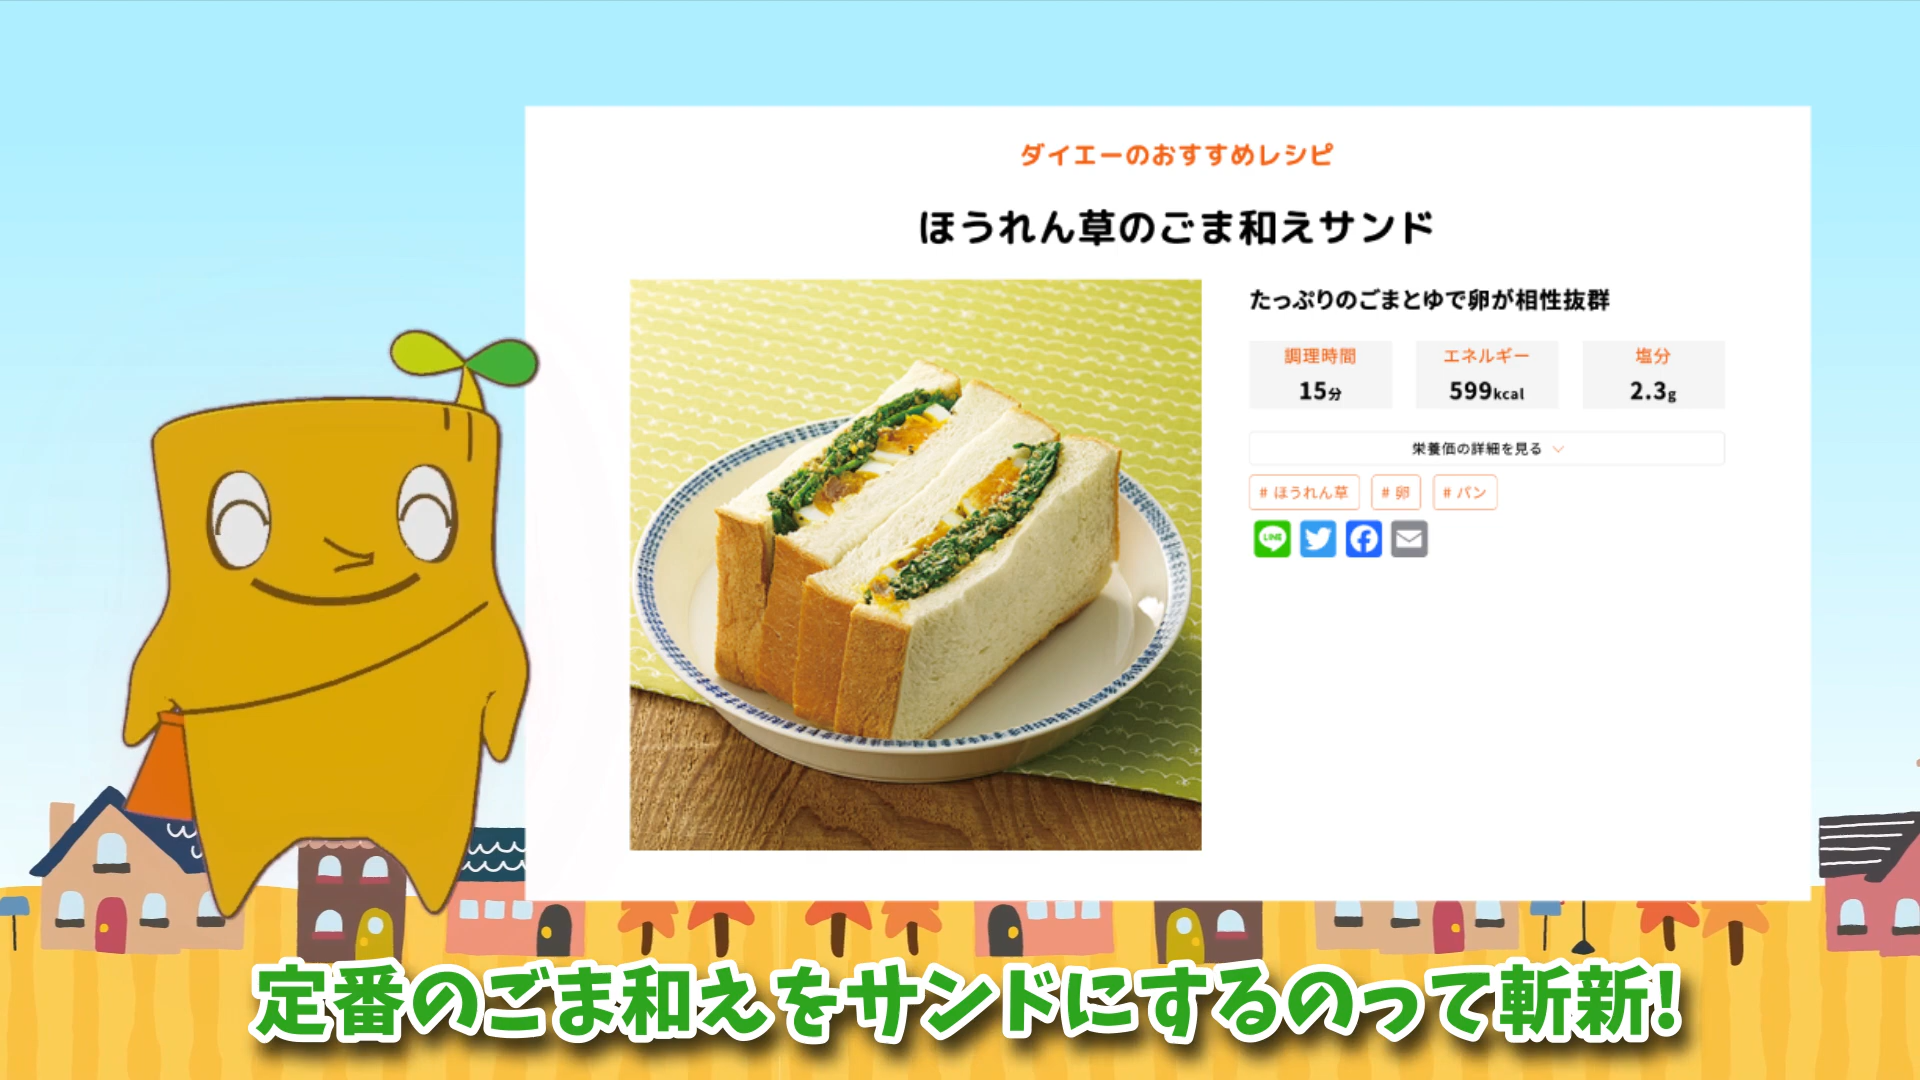 ダイエーのおすすめレシピ
ほうれん草のごま和えサンド
たっぷりのごまとゆで卵が相性抜群
調理時間
15分
エネルギー
599kcal
塩分
2.3g
栄養価の詳細を見る
# ほうれん草
# 卵
# パン
LINE
定番のごま和えをサンドにするのって斬新!